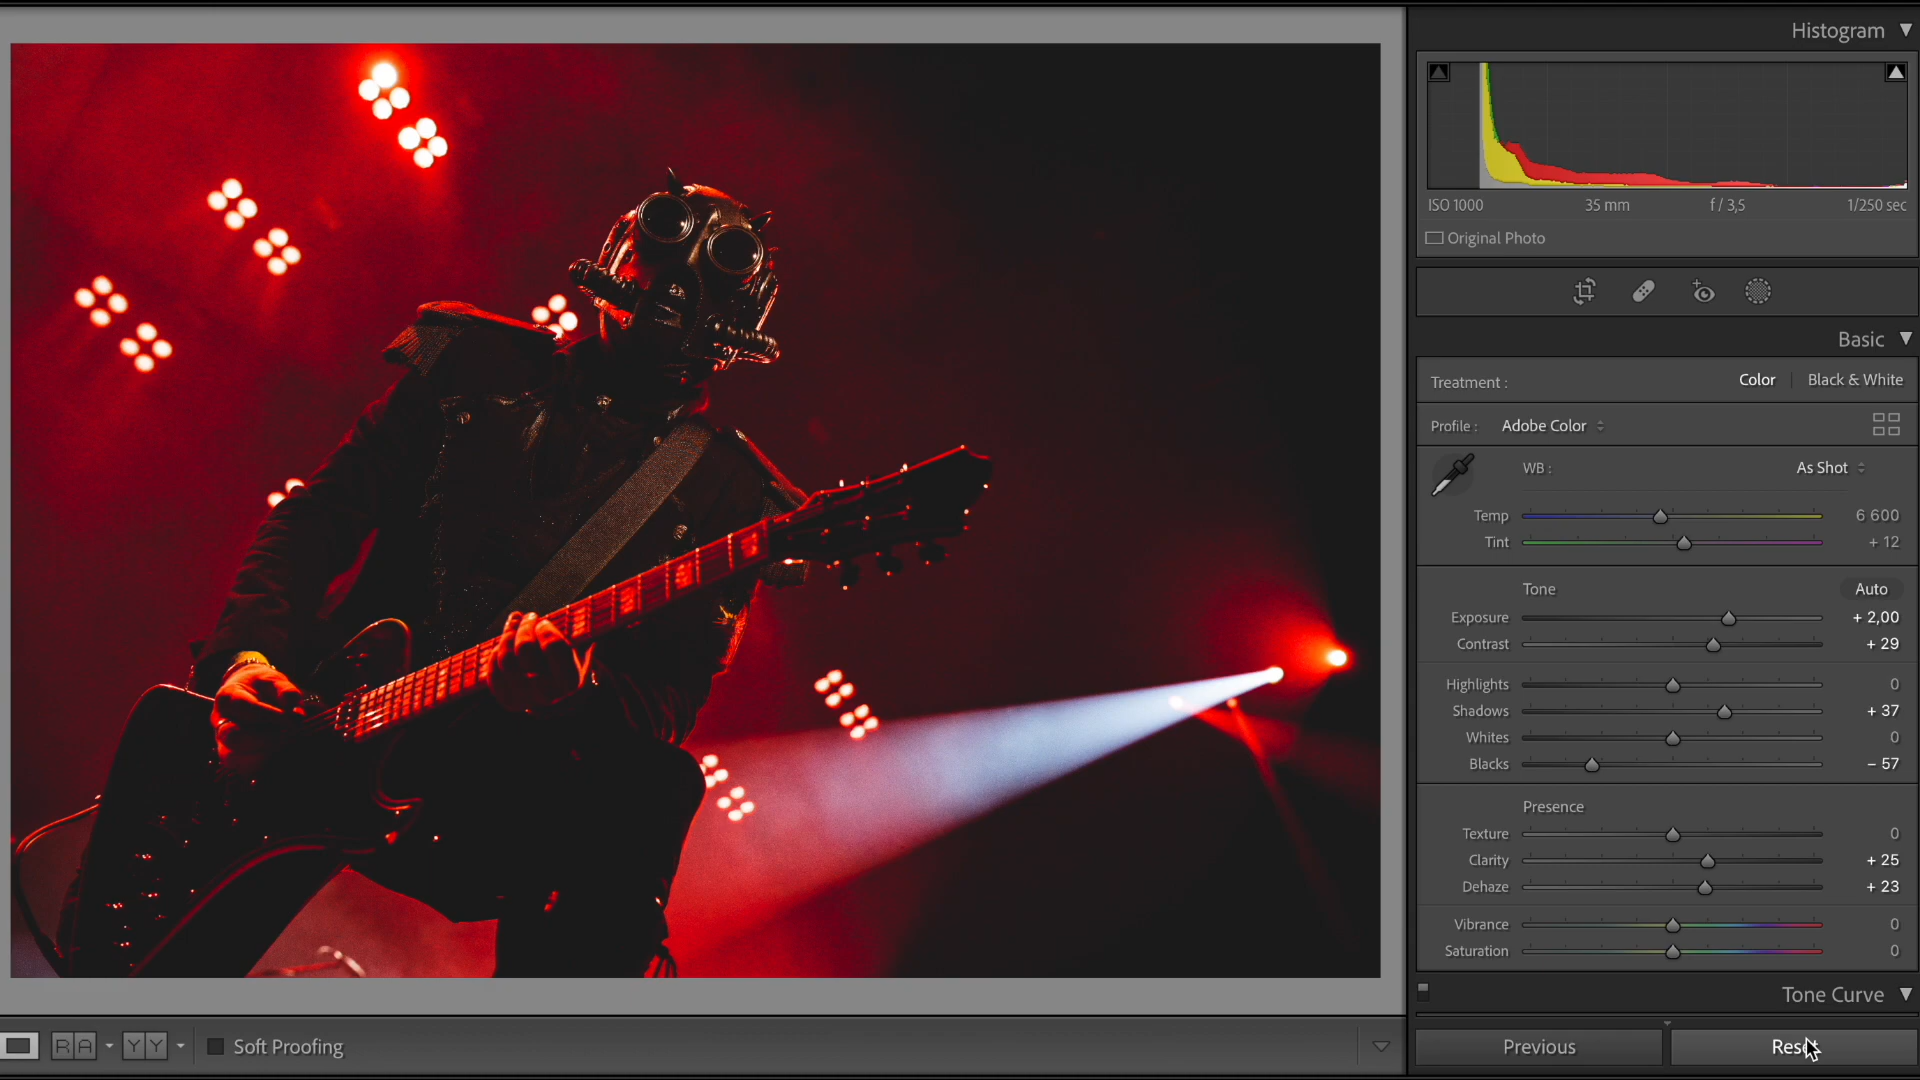 Histogram
ISO 1000 35 mm f / 3,5 1/250 sec
Original Photo
Basic
Treatment : Color Black & White
Profile : Adobe Color
WB : As Shot
Temp 6 600
Tint + 12
Tone Auto
Exposure + 2,00
Contrast + 29
Highlights 0
Shadows + 37
Whites 0
Blacks − 57
Presence
Texture 0
Clarity + 25
Dehaze + 23
Vibrance 0
Saturation 0
Tone Curve
R A Y Y Soft Proofing
Previous Reset